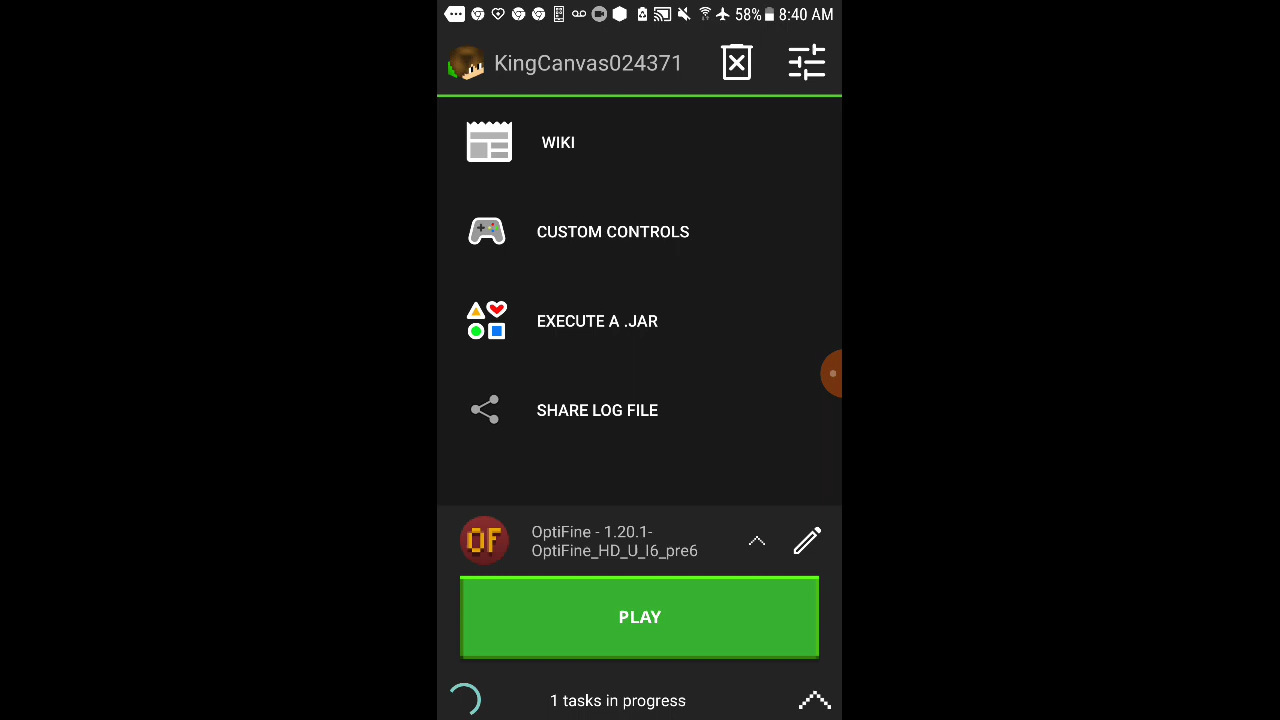 58% 8:40 AM
KingCanvas024371
WIKI
CUSTOM CONTROLS
EXECUTE A .JAR
SHARE LOG FILE
OF
OptiFine - 1.20.1-
OptiFine_HD_U_I6_pre6
PLAY
1 tasks in progress